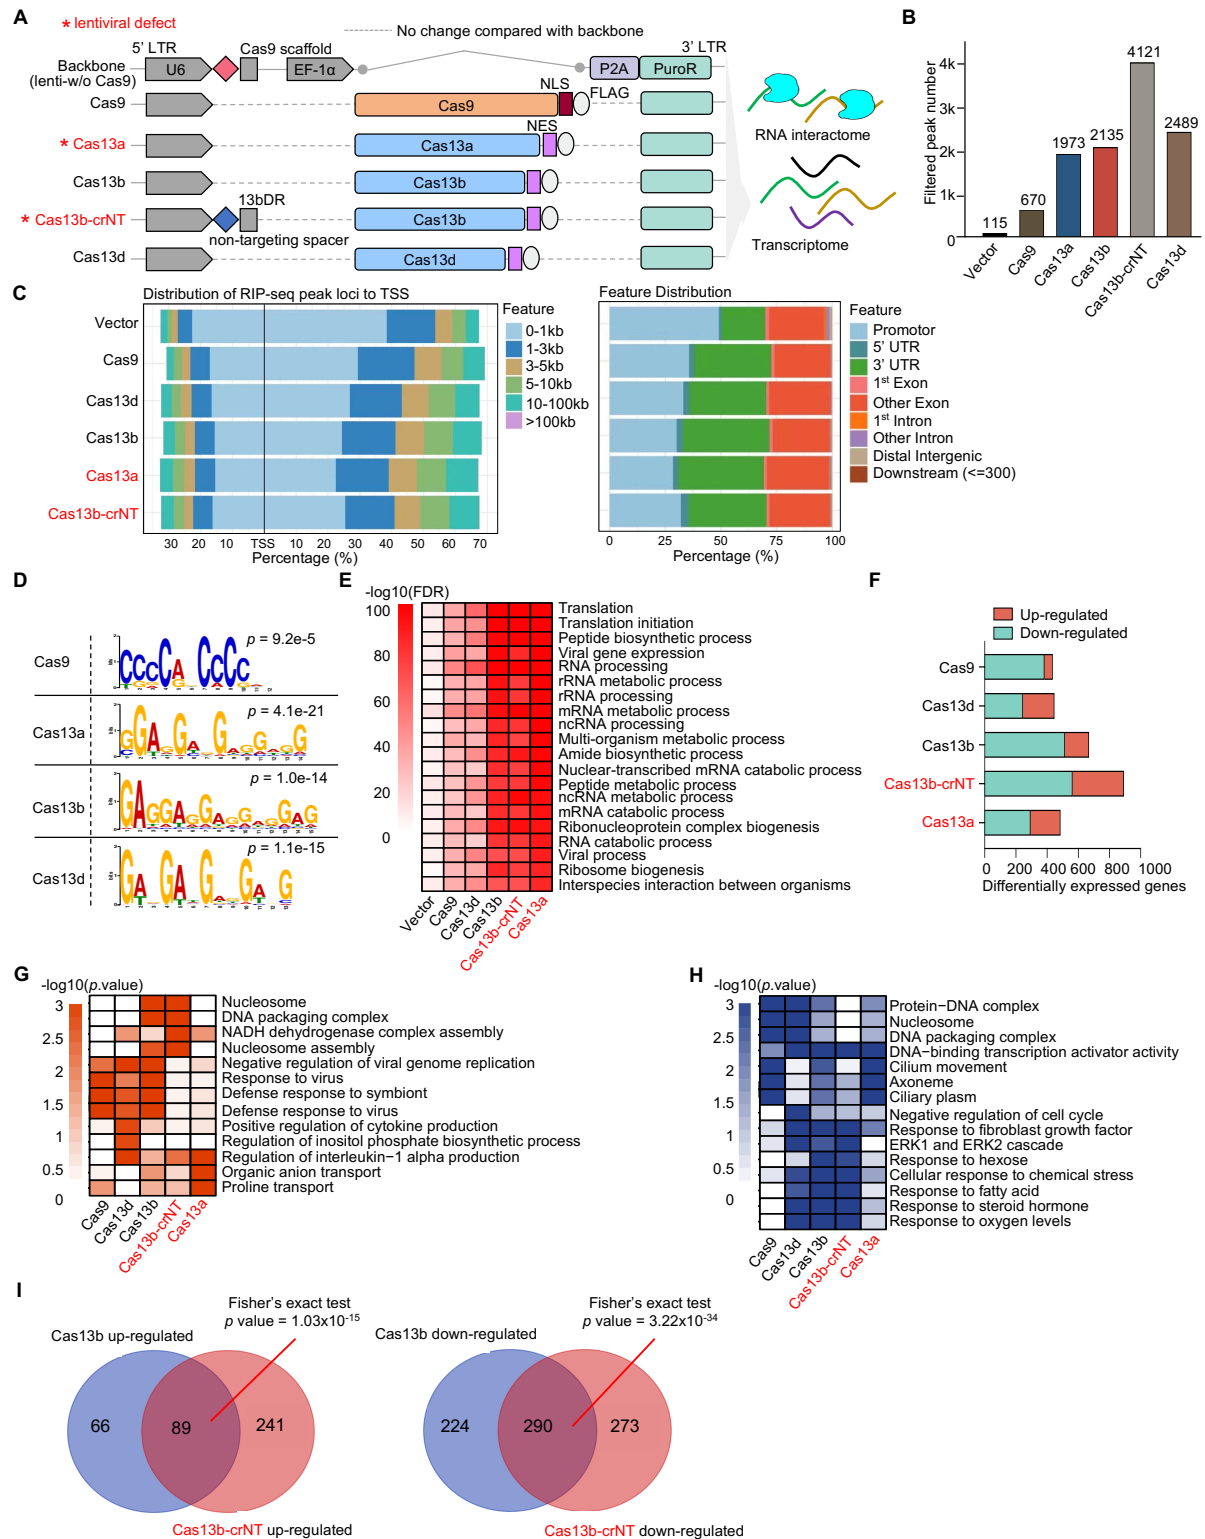 A
* lentiviral defect
No change compared with backbone
5’ LTR
Cas9 scaffold
3’ LTR
Backbone
(lenti-w/o Cas9)
U6
EF-1α
P2A
PuroR
NLS
FLAG
Cas9
Cas9
NES
* Cas13a
Cas13a
Cas13b
Cas13b
13bDR
* Cas13b-crNT
Cas13b
non-targeting spacer
Cas13d
Cas13d
RNA interactome
Transcriptome
B
Filtered peak number
4k
3k
2k
1k
0
115
670
1973
2135
4121
2489
Vector
Cas9
Cas13a
Cas13b
Cas13b-crNT
Cas13d
C
Distribution of RIP-seq peak loci to TSS
Vector
Cas9
Cas13d
Cas13b
Cas13a
Cas13b-crNT
30 20 10 TSS 10 20 30 40 50 60 70
Percentage (%)
Feature
0-1kb
1-3kb
3-5kb
5-10kb
10-100kb
>100kb
Feature Distribution
0 25 50 75 100
Percentage (%)
Feature
Promotor
5’ UTR
3’ UTR
1st Exon
Other Exon
1st Intron
Other Intron
Distal Intergenic
Downstream (<=300)
D
Cas9
p = 9.2e-5
Cas13a
p = 4.1e-21
Cas13b
p = 1.0e-14
Cas13d
p = 1.1e-15
E
-log10(FDR)
100
80
60
40
20
0
Translation
Translation initiation
Peptide biosynthetic process
Viral gene expression
RNA processing
rRNA metabolic process
rRNA processing
mRNA metabolic process
ncRNA processing
Multi-organism metabolic process
Amide biosynthetic process
Nuclear-transcribed mRNA catabolic process
Peptide metabolic process
ncRNA metabolic process
mRNA catabolic process
Ribonucleoprotein complex biogenesis
RNA catabolic process
Viral process
Ribosome biogenesis
Interspecies interaction between organisms
Vector
Cas9
Cas13d
Cas13b
Cas13b-crNT
Cas13a
F
Up-regulated
Down-regulated
Cas9
Cas13d
Cas13b
Cas13b-crNT
Cas13a
0 200 400 600 800 1000
Differentially expressed genes
G
-log10(p.value)
3
2.5
2
1.5
1
0.5
0
Nucleosome
DNA packaging complex
NADH dehydrogenase complex assembly
Nucleosome assembly
Negative regulation of viral genome replication
Response to virus
Defense response to symbiont
Defense response to virus
Positive regulation of cytokine production
Regulation of inositol phosphate biosynthetic process
Regulation of interleukin−1 alpha production
Organic anion transport
Proline transport
Cas9
Cas13d
Cas13b
Cas13b-crNT
Cas13a
H
-log10(p.value)
3
2.5
2
1.5
1
0.5
0
Protein−DNA complex
Nucleosome
DNA packaging complex
DNA−binding transcription activator activity
Cilium movement
Axoneme
Ciliary plasm
Negative regulation of cell cycle
Response to fibroblast growth factor
ERK1 and ERK2 cascade
Response to hexose
Cellular response to chemical stress
Response to fatty acid
Response to steroid hormone
Response to oxygen levels
Cas9
Cas13d
Cas13b
Cas13b-crNT
Cas13a
I
Fisher’s exact test
p value = 1.03x10-15
Cas13b up-regulated
66
89
241
Cas13b-crNT up-regulated
Fisher’s exact test
p value = 3.22x10-34
Cas13b down-regulated
224
290
273
Cas13b-crNT down-regulated